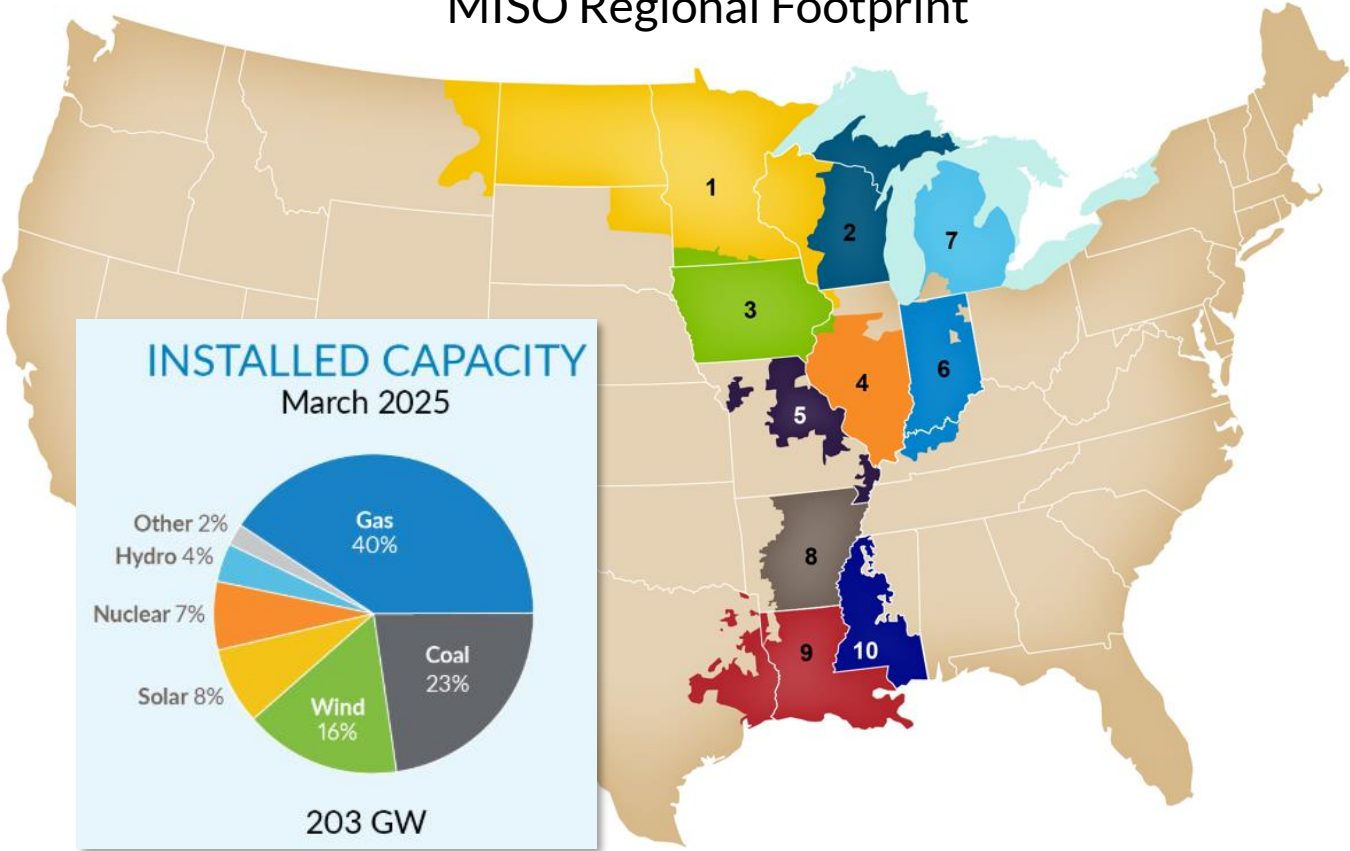 MISO Regional Footprint
1
2
7
3
4
6
5
8
9
10
INSTALLED CAPACITY
March 2025
Gas
40%
Other 2%
Hydro 4%
Nuclear 7%
Coal
23%
Solar 8%
Wind
16%
203 GW